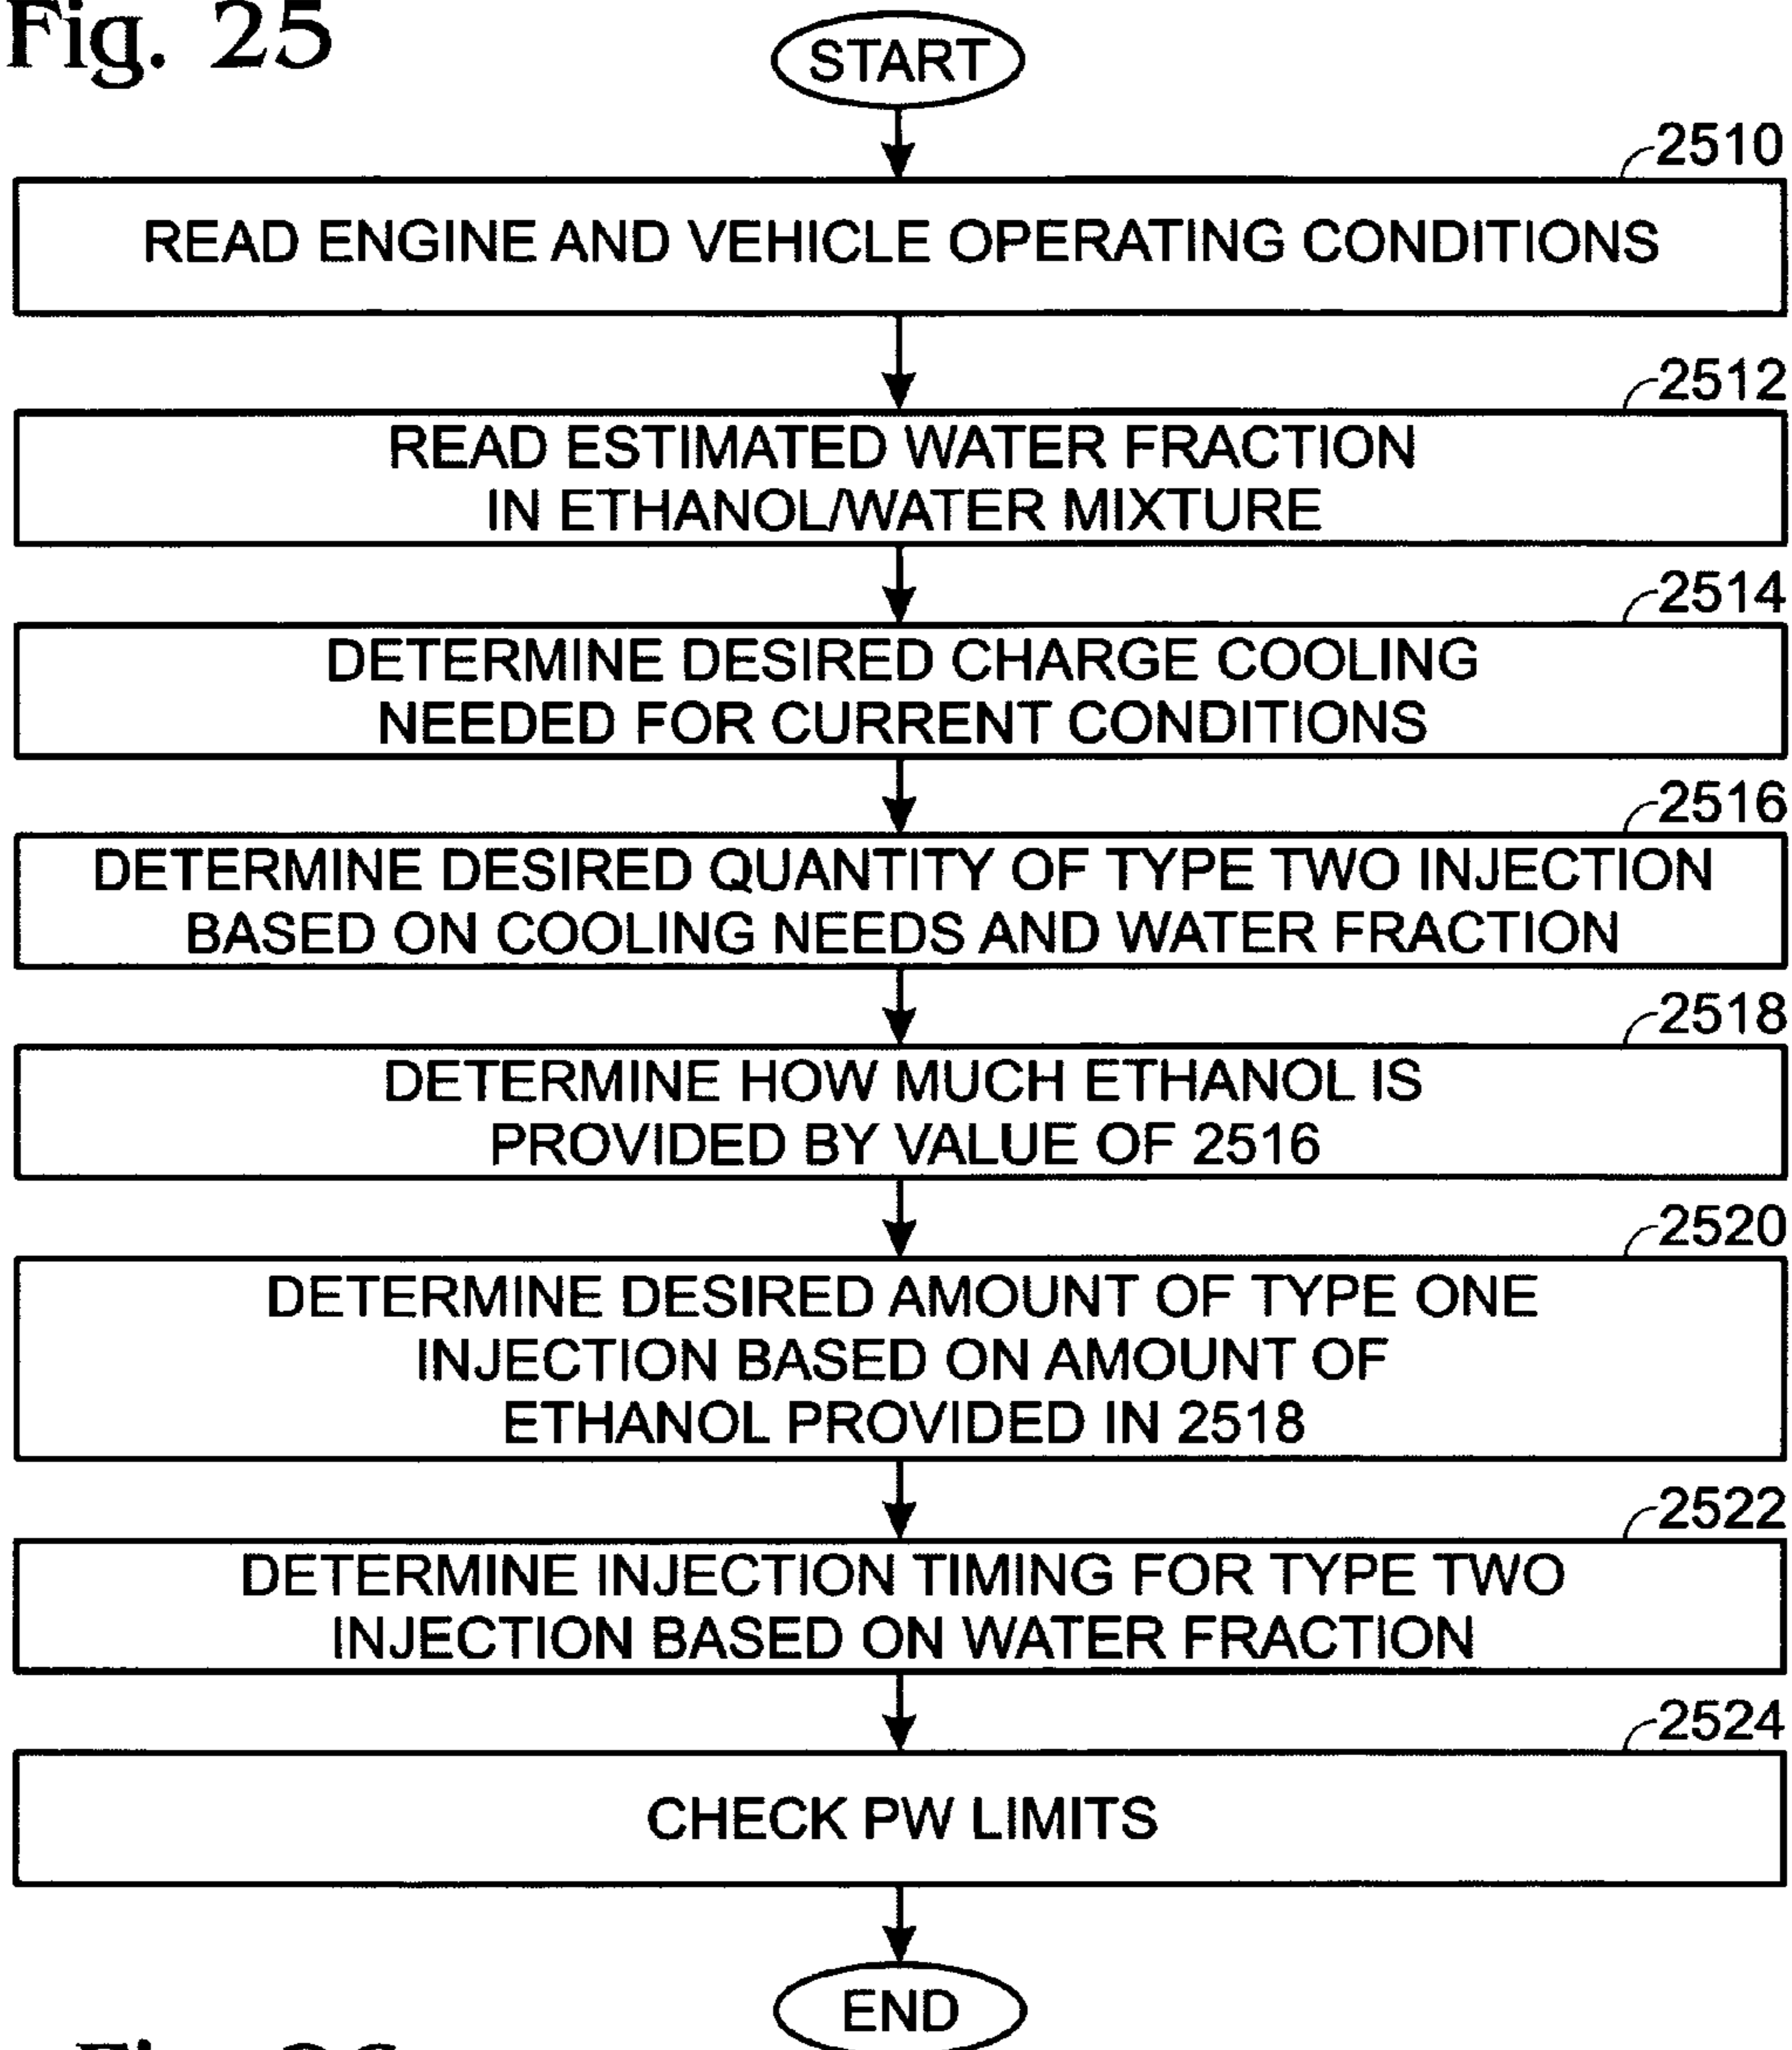 Fig. 25
START
2510
READ ENGINE AND VEHICLE OPERATING CONDITIONS
2512
READ ESTIMATED WATER FRACTION
IN ETHANOL/WATER MIXTURE
2514
DETERMINE DESIRED CHARGE COOLING
NEEDED FOR CURRENT CONDITIONS
2516
DETERMINE DESIRED QUANTITY OF TYPE TWO INJECTION
BASED ON COOLING NEEDS AND WATER FRACTION
2518
DETERMINE HOW MUCH ETHANOL IS
PROVIDED BY VALUE OF 2516
2520
DETERMINE DESIRED AMOUNT OF TYPE ONE
INJECTION BASED ON AMOUNT OF
ETHANOL PROVIDED IN 2518
2522
DETERMINE INJECTION TIMING FOR TYPE TWO
INJECTION BASED ON WATER FRACTION
2524
CHECK PW LIMITS
END